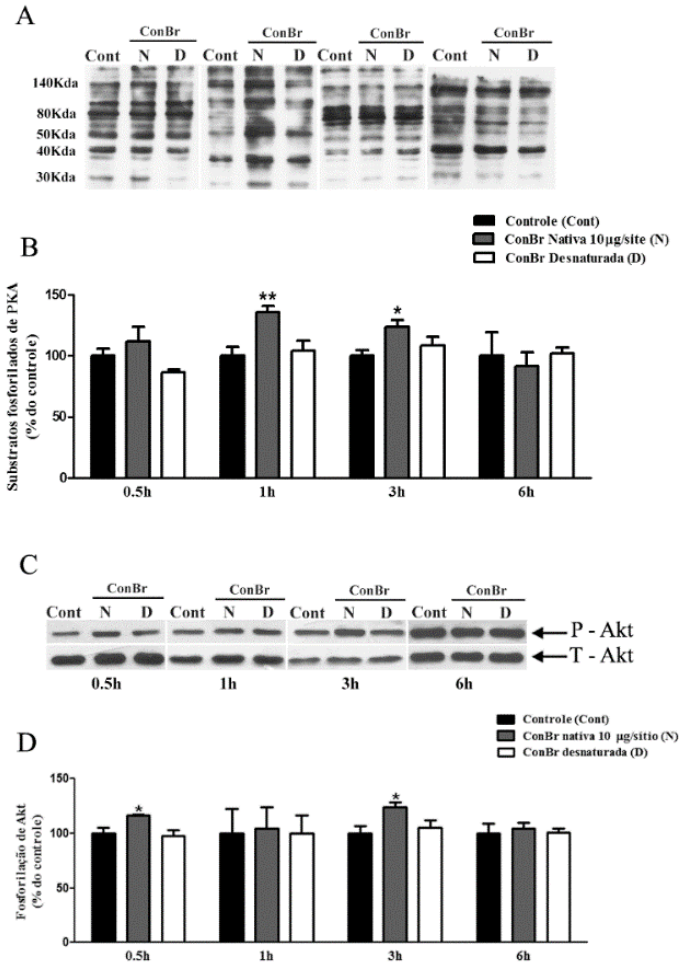 A
ConBr ConBr ConBr ConBr
Cont N D Cont N D Cont N D Cont N D
140Kda
80Kda
50Kda
40Kda
30Kda
Controle (Cont)
ConBr Nativa 10µg/site (N)
ConBr Desnaturada (D)
B
Substratos fosforilados de PKA
(% do controle)
150
100
50
0
** *
0.5h 1h 3h 6h
C
ConBr ConBr ConBr ConBr
Cont N D Cont N D Cont N D Cont N D
P - Akt
T - Akt
0.5h 1h 3h 6h
Controle (Cont)
ConBr nativa 10 µg/sítio (N)
ConBr desnaturada (D)
D
Fosforilação de Akt
(% do controle)
150
100
50
0
* *
0.5h 1h 3h 6h